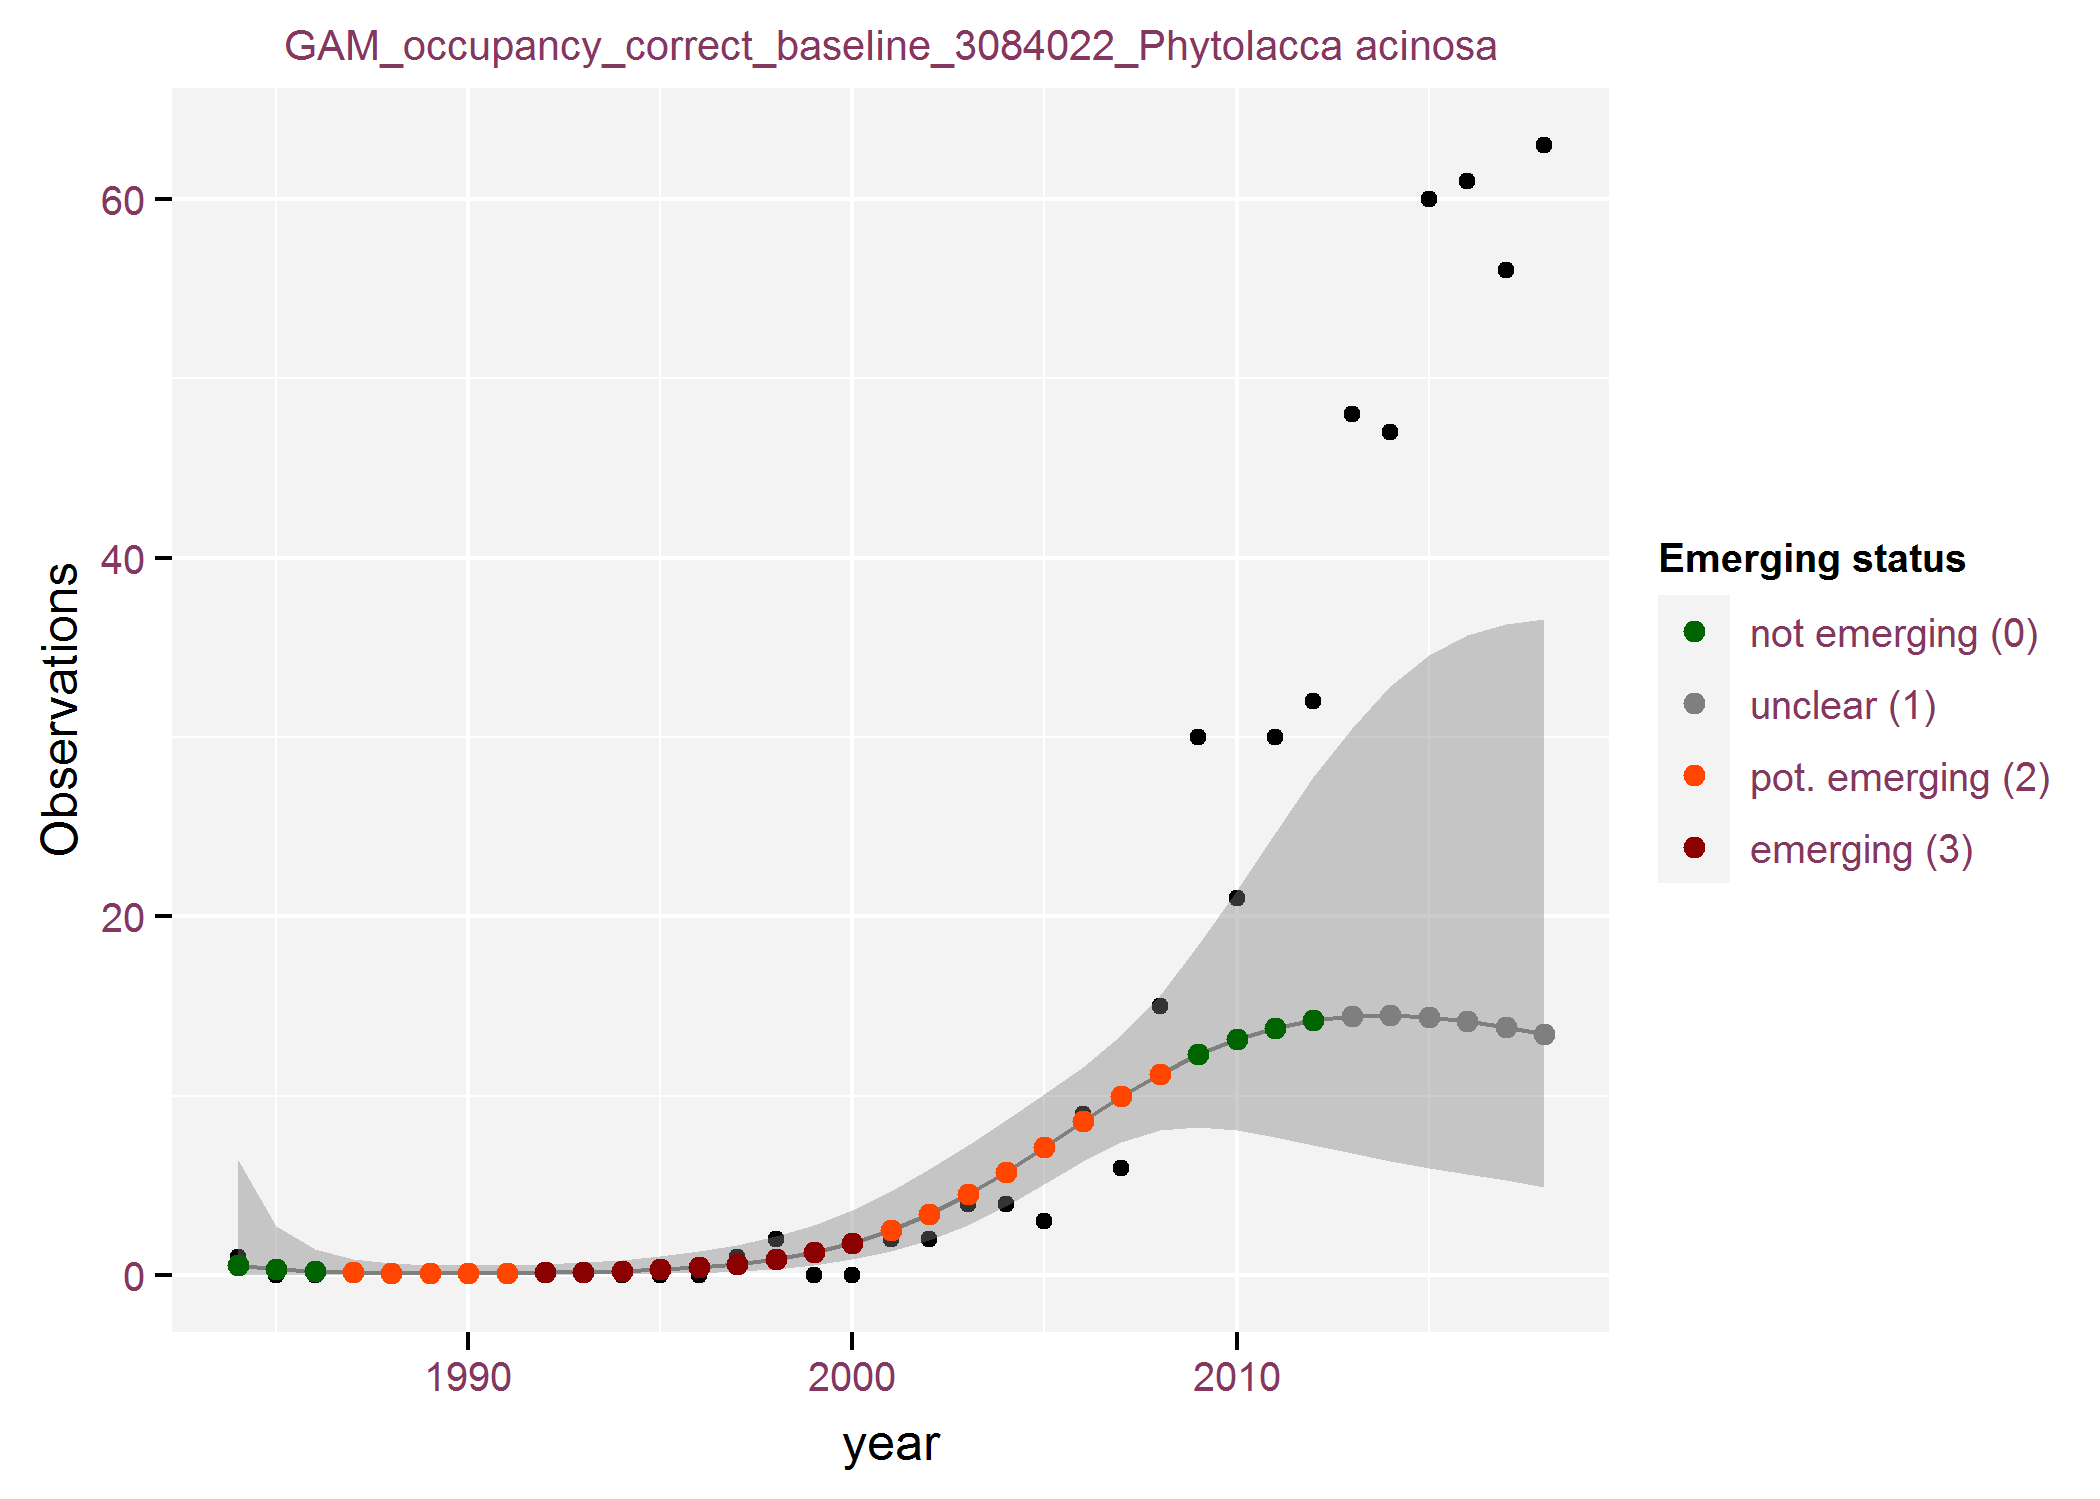 GAM_occupancy_correct_baseline_3084022_Phytolacca acinosa
60
40
20
0
Observations
1990 2000 2010
year
Emerging status
not emerging (0)
unclear (1)
pot. emerging (2)
emerging (3)